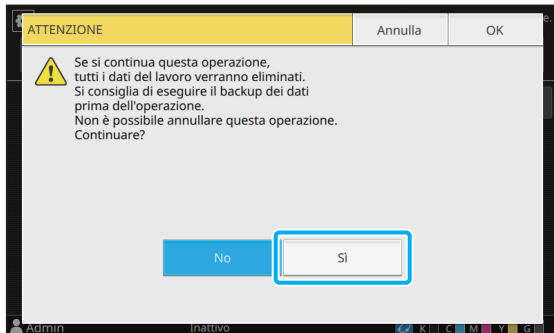 e.
ATTENZIONE
Annulla
OK
Se si continua questa operazione,
tutti i dati del lavoro verranno eliminati.
Si consiglia di eseguire il backup dei dati
prima dell'operazione.
Non è possibile annullare questa operazione.
Continuare?
No
Sì
Admin
Inattivo
K C M Y G